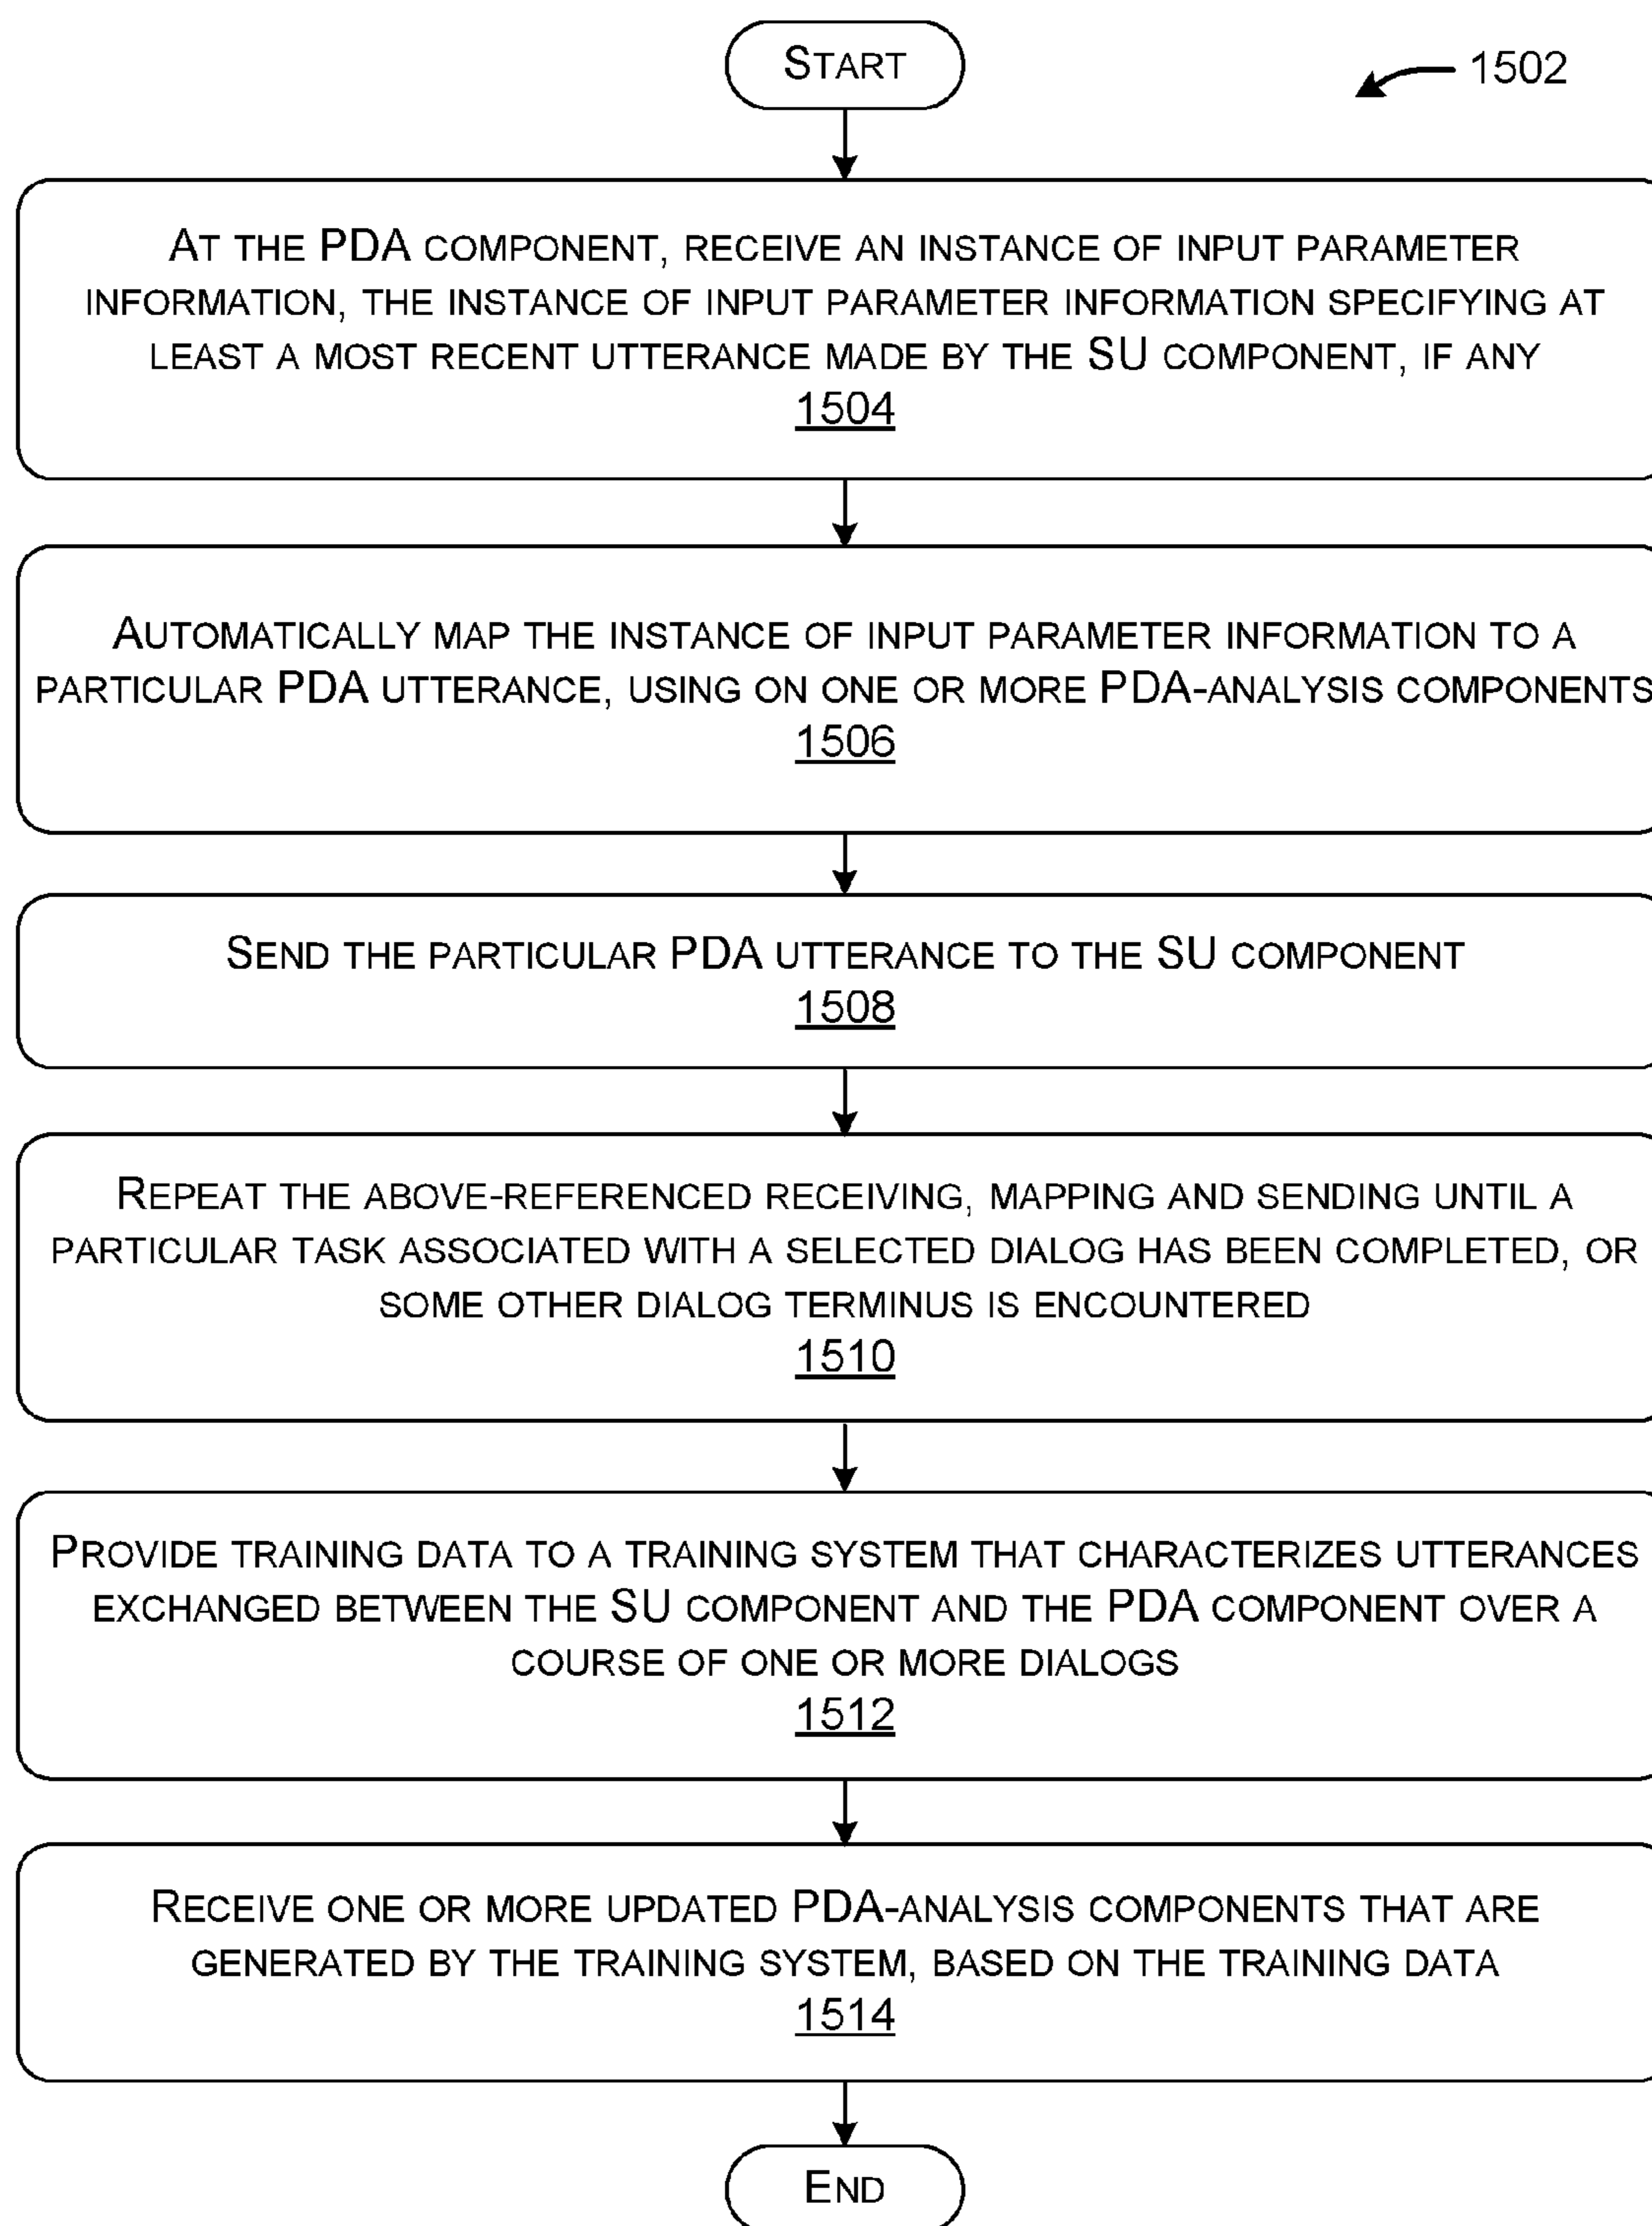 START
1502
AT THE PDA COMPONENT, RECEIVE AN INSTANCE OF INPUT PARAMETER
INFORMATION, THE INSTANCE OF INPUT PARAMETER INFORMATION SPECIFYING AT
LEAST A MOST RECENT UTTERANCE MADE BY THE SU COMPONENT, IF ANY
1504
AUTOMATICALLY MAP THE INSTANCE OF INPUT PARAMETER INFORMATION TO A
PARTICULAR PDA UTTERANCE, USING ON ONE OR MORE PDA-ANALYSIS COMPONENTS
1506
SEND THE PARTICULAR PDA UTTERANCE TO THE SU COMPONENT
1508
REPEAT THE ABOVE-REFERENCED RECEIVING, MAPPING AND SENDING UNTIL A
PARTICULAR TASK ASSOCIATED WITH A SELECTED DIALOG HAS BEEN COMPLETED, OR
SOME OTHER DIALOG TERMINUS IS ENCOUNTERED
1510
PROVIDE TRAINING DATA TO A TRAINING SYSTEM THAT CHARACTERIZES UTTERANCES
EXCHANGED BETWEEN THE SU COMPONENT AND THE PDA COMPONENT OVER A
COURSE OF ONE OR MORE DIALOGS
1512
RECEIVE ONE OR MORE UPDATED PDA-ANALYSIS COMPONENTS THAT ARE
GENERATED BY THE TRAINING SYSTEM, BASED ON THE TRAINING DATA
1514
END